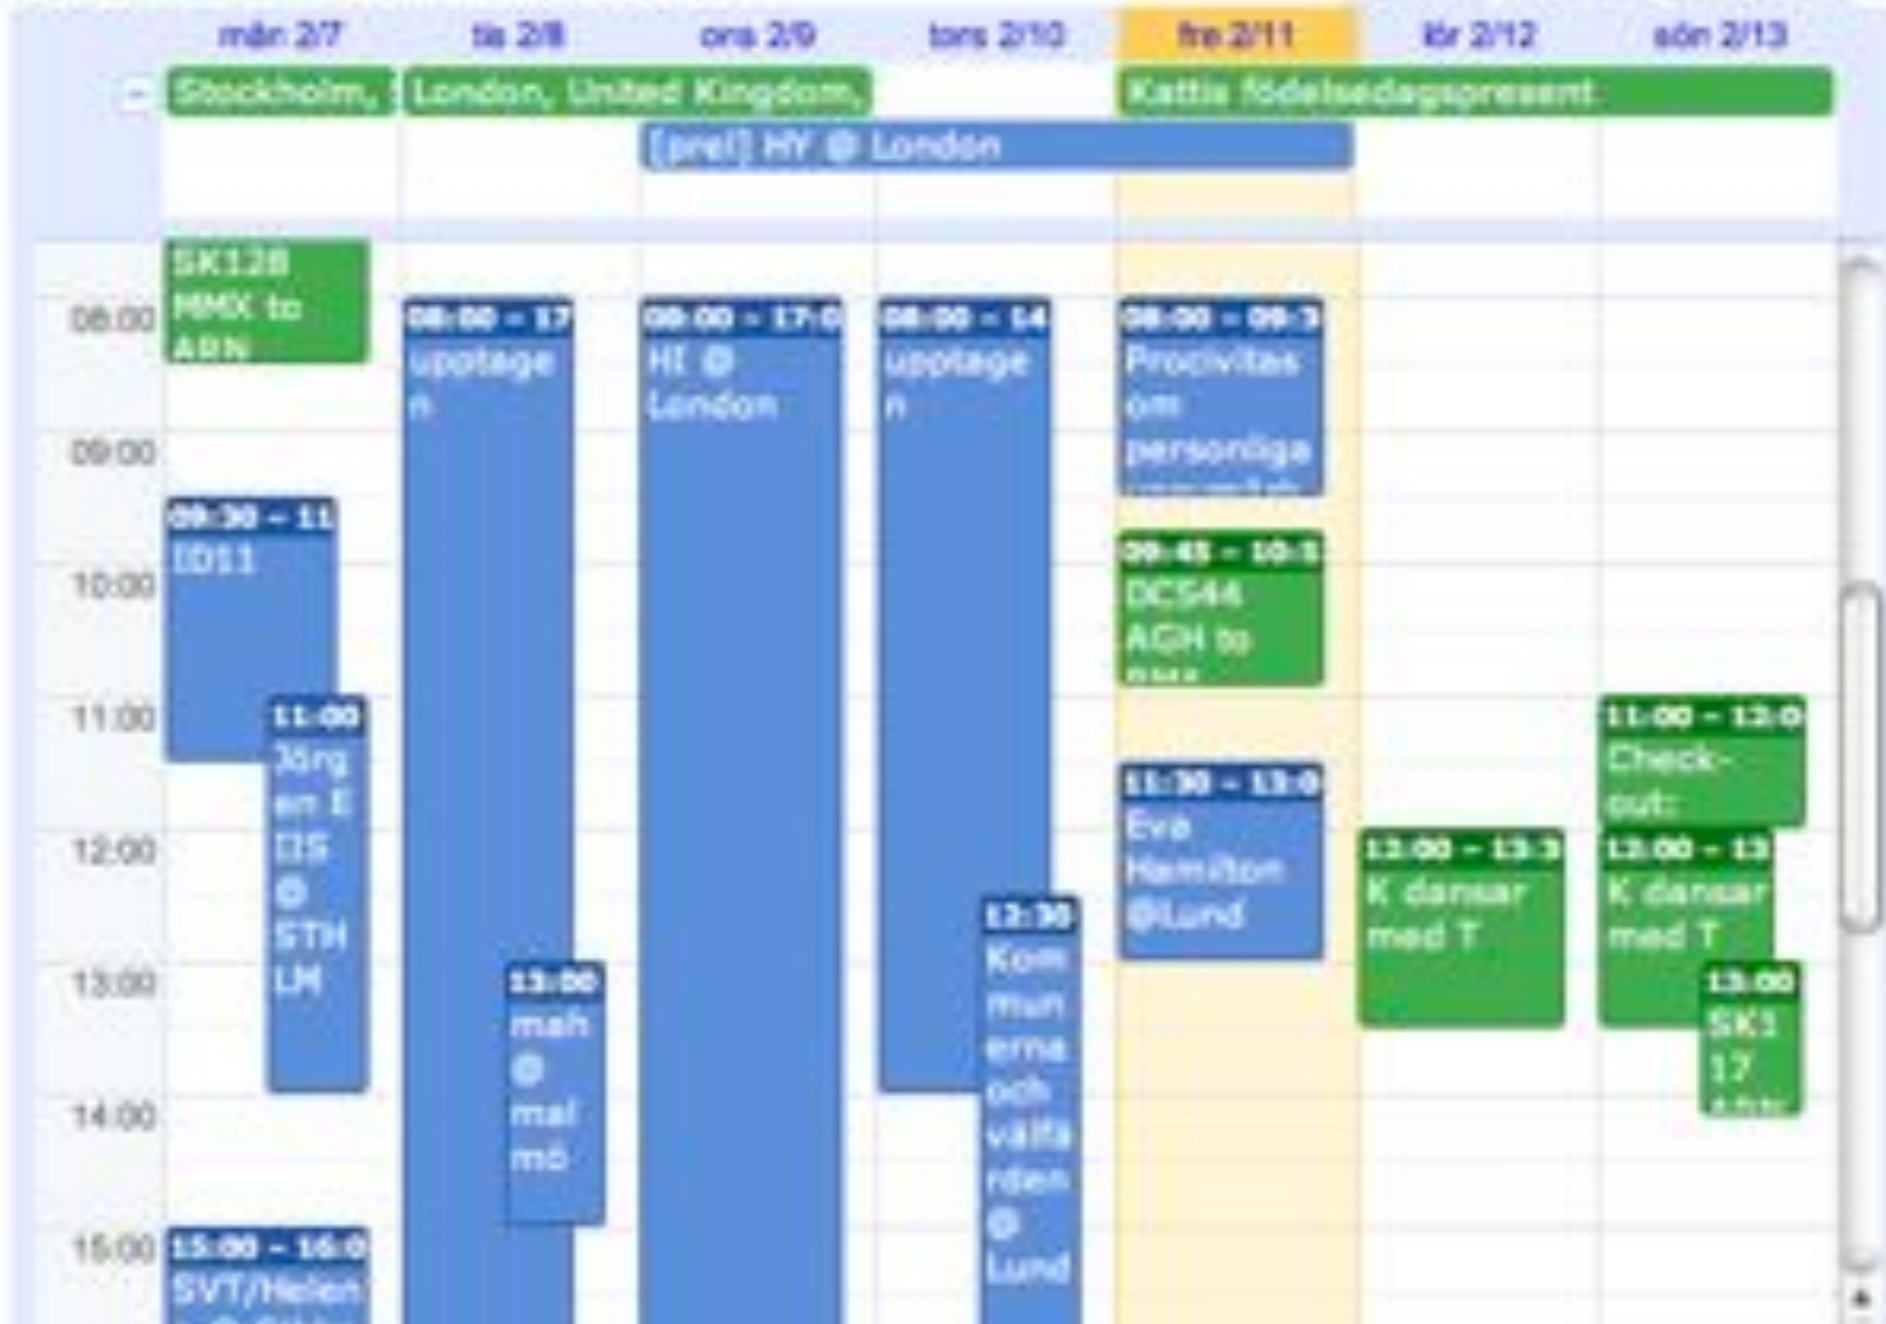 mån 2/7
tis 2/8
ons 2/9
tors 2/10
fre 2/11
lör 2/12
sön 2/13
Stockholm,
London, United Kingdom,
Kattis födelsedagspresent
[prel] HY @ London
08:00
09:00
10:00
11:00
12:00
13:00
14:00
15:00
SK128
MMX to
ARN
09:30 – 11
ID11
11:00
Jörg
en E
IIS
@
STH
LM
15:00 – 16:0
SVT/Helen
08:00 – 17
upptage
n
13:00
mah
@
mal
mö
08:00 – 17:0
HI @
London
08:00 – 14
upptage
n
12:30
Kom
mun
erna
och
välfä
rden
@
Lund
08:00 – 09:3
Procivitas
om
personliga
09:45 – 10:5
DC544
AGH to
11:30 – 13:0
Eva
Hamilton
@Lund
12:00 – 13:3
K dansar
med T
11:00 – 12:0
Check-
out:
12:00 – 13
K dansar
med T
13:00
SK1
17